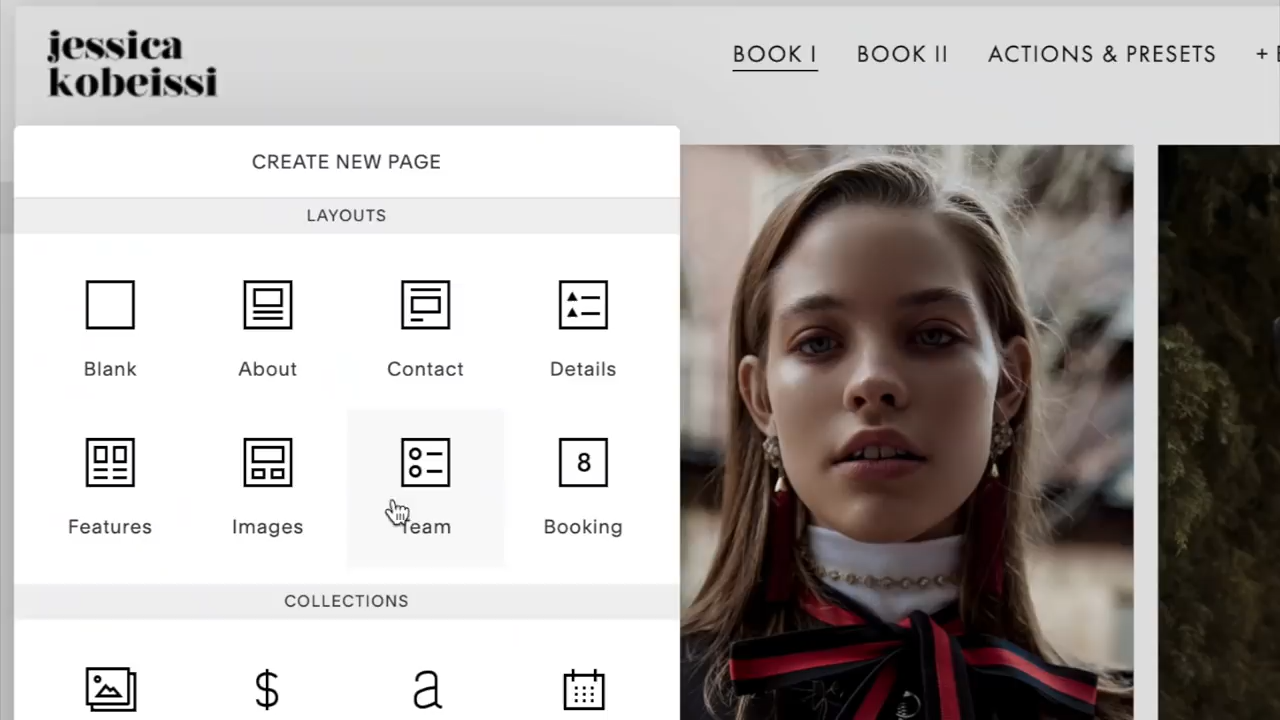 jessica
kobeissi
BOOK I BOOK II ACTIONS & PRESETS +
CREATE NEW PAGE
LAYOUTS
Blank About Contact Details
8
Features Images Team Booking
COLLECTIONS
$ a